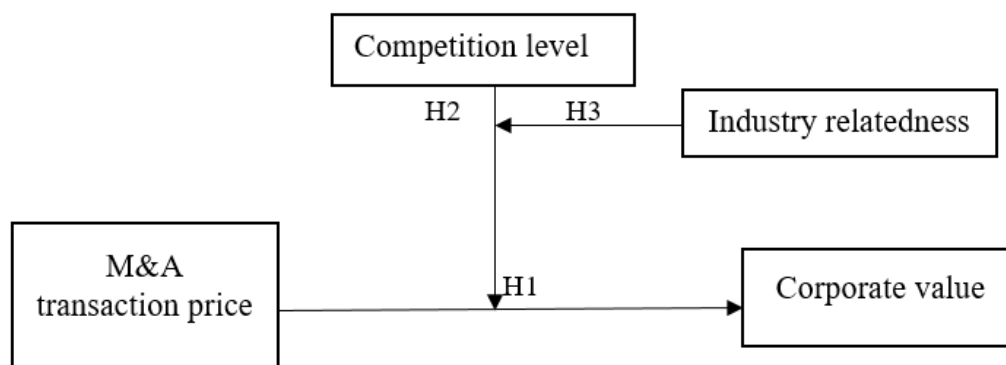 Competition level
H2
H3
Industry relatedness
H1
M&A
transaction price
Corporate value